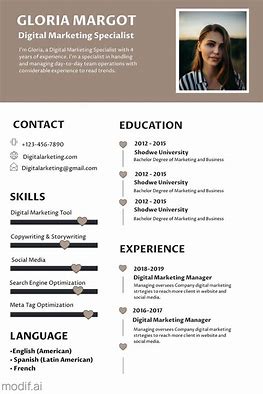 GLORIA MARGOT
Digital Marketing Specialist
I'm Gloria, a Digital Marketing Specialist with 4
years of experience. I'm a specialist in handling
and managing day-to-day team operations with
considerable experience to read trends.
CONTACT
+123-456-7890
Digitalarketing.com
Digitalarketing@gmail.com
SKILLS
Digital Marketing Tool
Copywriting & Storywriting
Social Media
Search Engine Optimization
Meta Tag Optimization
LANGUAGE
•English (American)
• Spanish (Latin American)
• French
EDUCATION
2012 - 2015
Shodwe University
Bachelor Degree of Marketing and Business
2012 - 2015
Shodwe University
Bachelor Degree of Marketing and Business
2012 - 2015
Shodwe University
Bachelor Degree of Marketing and Business
EXPERIENCE
2018-2019
Digital Marketing Manager
Managing overseas Company digital marketing
strtegies to reach more client in website and
social media.
2016-2017
Digital Marketing Manager
Managing overseas Company digital marketing
strtegies to reach more client in website and
social media.
modif.ai